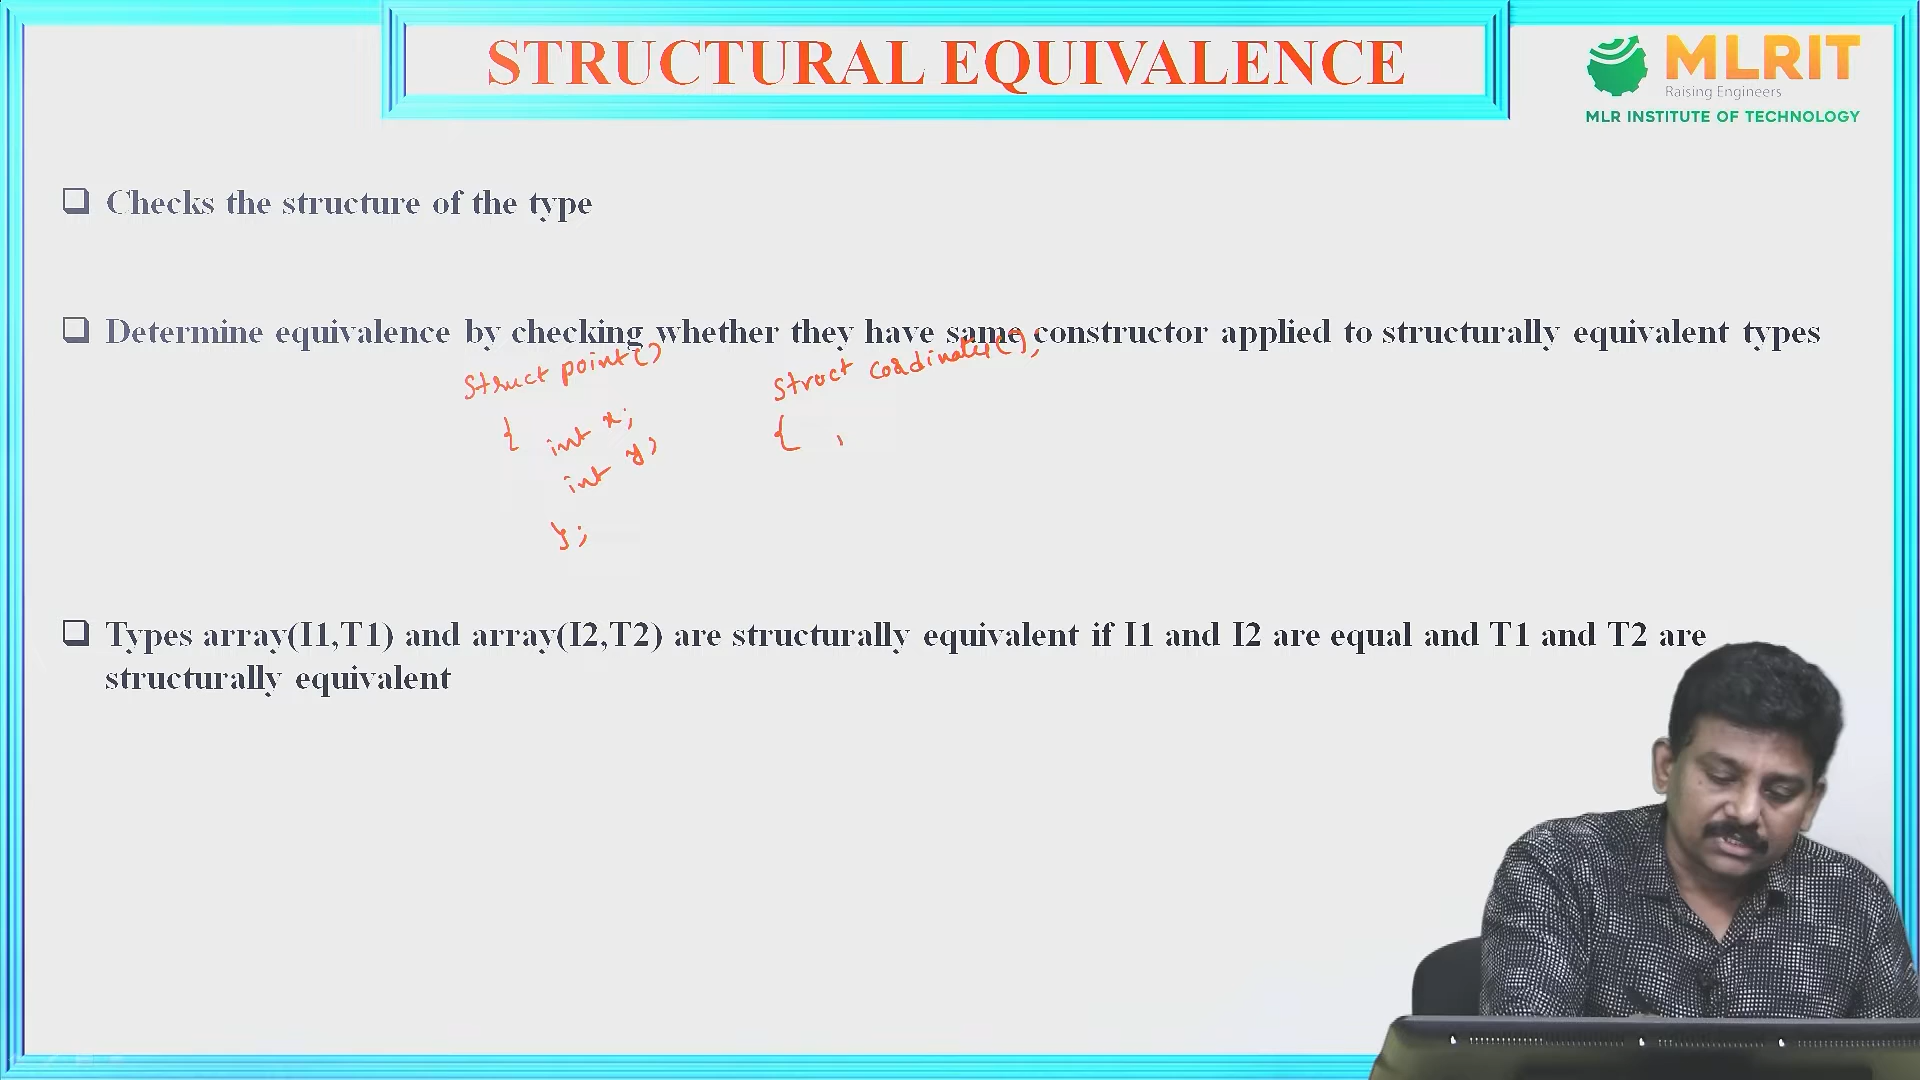 STRUCTURAL EQUIVALENCE
MLRIT
Raising Engineers
MLR INSTITUTE OF TECHNOLOGY
Checks the structure of the type
Determine equivalence by checking whether they have same constructor applied to structurally equivalent types
Struct point()
{ int x;
int y;
};
Struct coordinates();
{
Types array(I1,T1) and array(I2,T2) are structurally equivalent if I1 and I2 are equal and T1 and T2 are
structurally equivalent